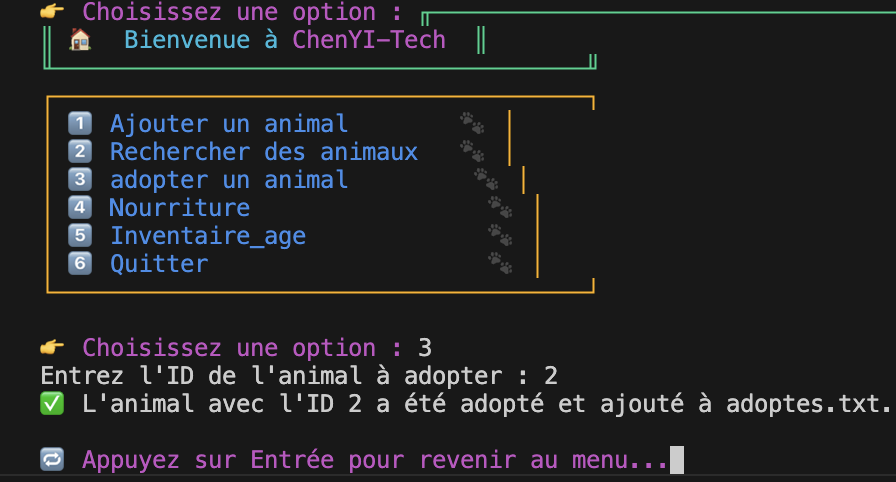 👉 Choisissez une option : 
🏠 Bienvenue à ChenYI-Tech
1 Ajouter un animal 🐾
2 Rechercher des animaux 🐾
3 adopter un animal 🐾
4 Nourriture 🐾
5 Inventaire_age 🐾
6 Quitter 🐾
👉 Choisissez une option : 3
Entrez l'ID de l'animal à adopter : 2
✅ L'animal avec l'ID 2 a été adopté et ajouté à adoptes.txt.
🔁 Appuyez sur Entrée pour revenir au menu...